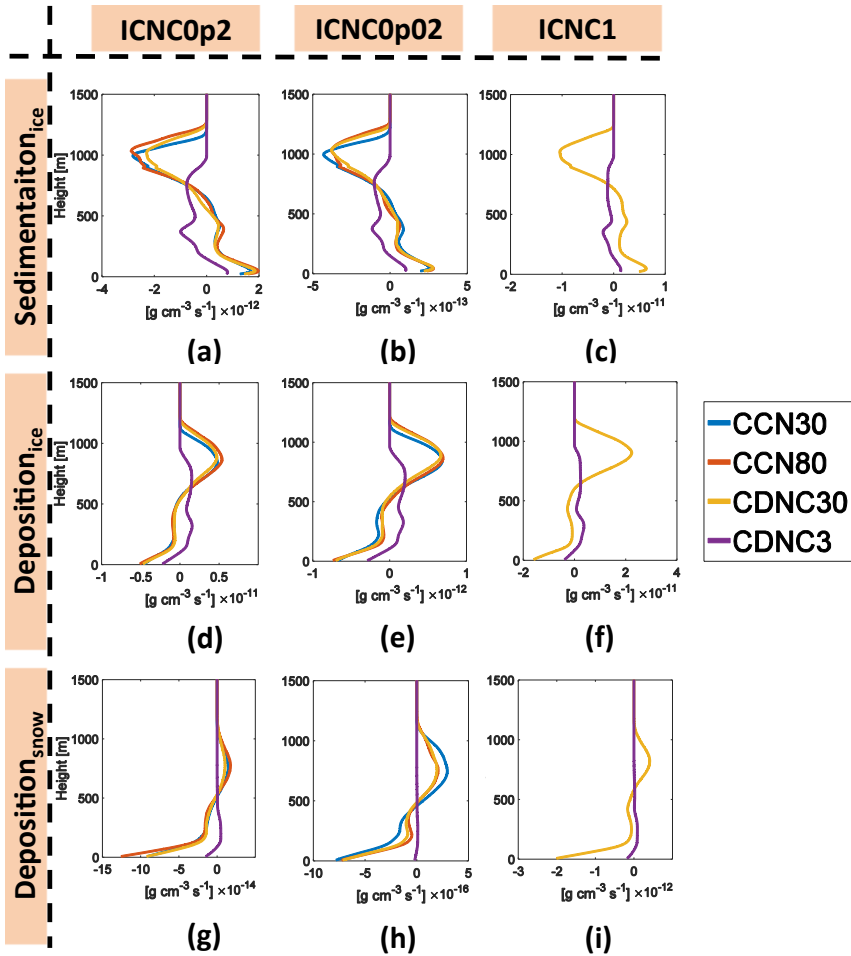 ICNC0p2 ICNC0p02 ICNC1
Sedimentaiton ice
1500 1500 1500
1000 1000 1000
Height [m] Height [m]
500 500 500
0 0 0
-4 -2 0 2 -5 0 5 -2 -1 0 1
[g cm⁻³ s⁻¹] ×10⁻¹² [g cm⁻³ s⁻¹] ×10⁻¹³ [g cm⁻³ s⁻¹] ×10⁻¹¹
(a) (b) (c)
Deposition ice
1500 1500 1500
1000 1000 1000
500 500 500
0 0 0
-1 -0.5 0 0.5 1 -1 0 1 -2 0 2 4
[g cm⁻³ s⁻¹] ×10⁻¹¹ [g cm⁻³ s⁻¹] ×10⁻¹² [g cm⁻³ s⁻¹] ×10⁻¹¹
(d) (e) (f)
CCN30
CCN80
CDNC30
CDNC3
Deposition snow
1500 1500 1500
1000 1000 1000
Height [m]
500 500 500
0 0 0
-15 -10 -5 0 5 -10 -5 0 5 -3 -2 -1 0 1
[g cm⁻³ s⁻¹] ×10⁻¹⁴ [g cm⁻³ s⁻¹] ×10⁻¹⁶ [g cm⁻³ s⁻¹] ×10⁻¹²
(g) (h) (i)